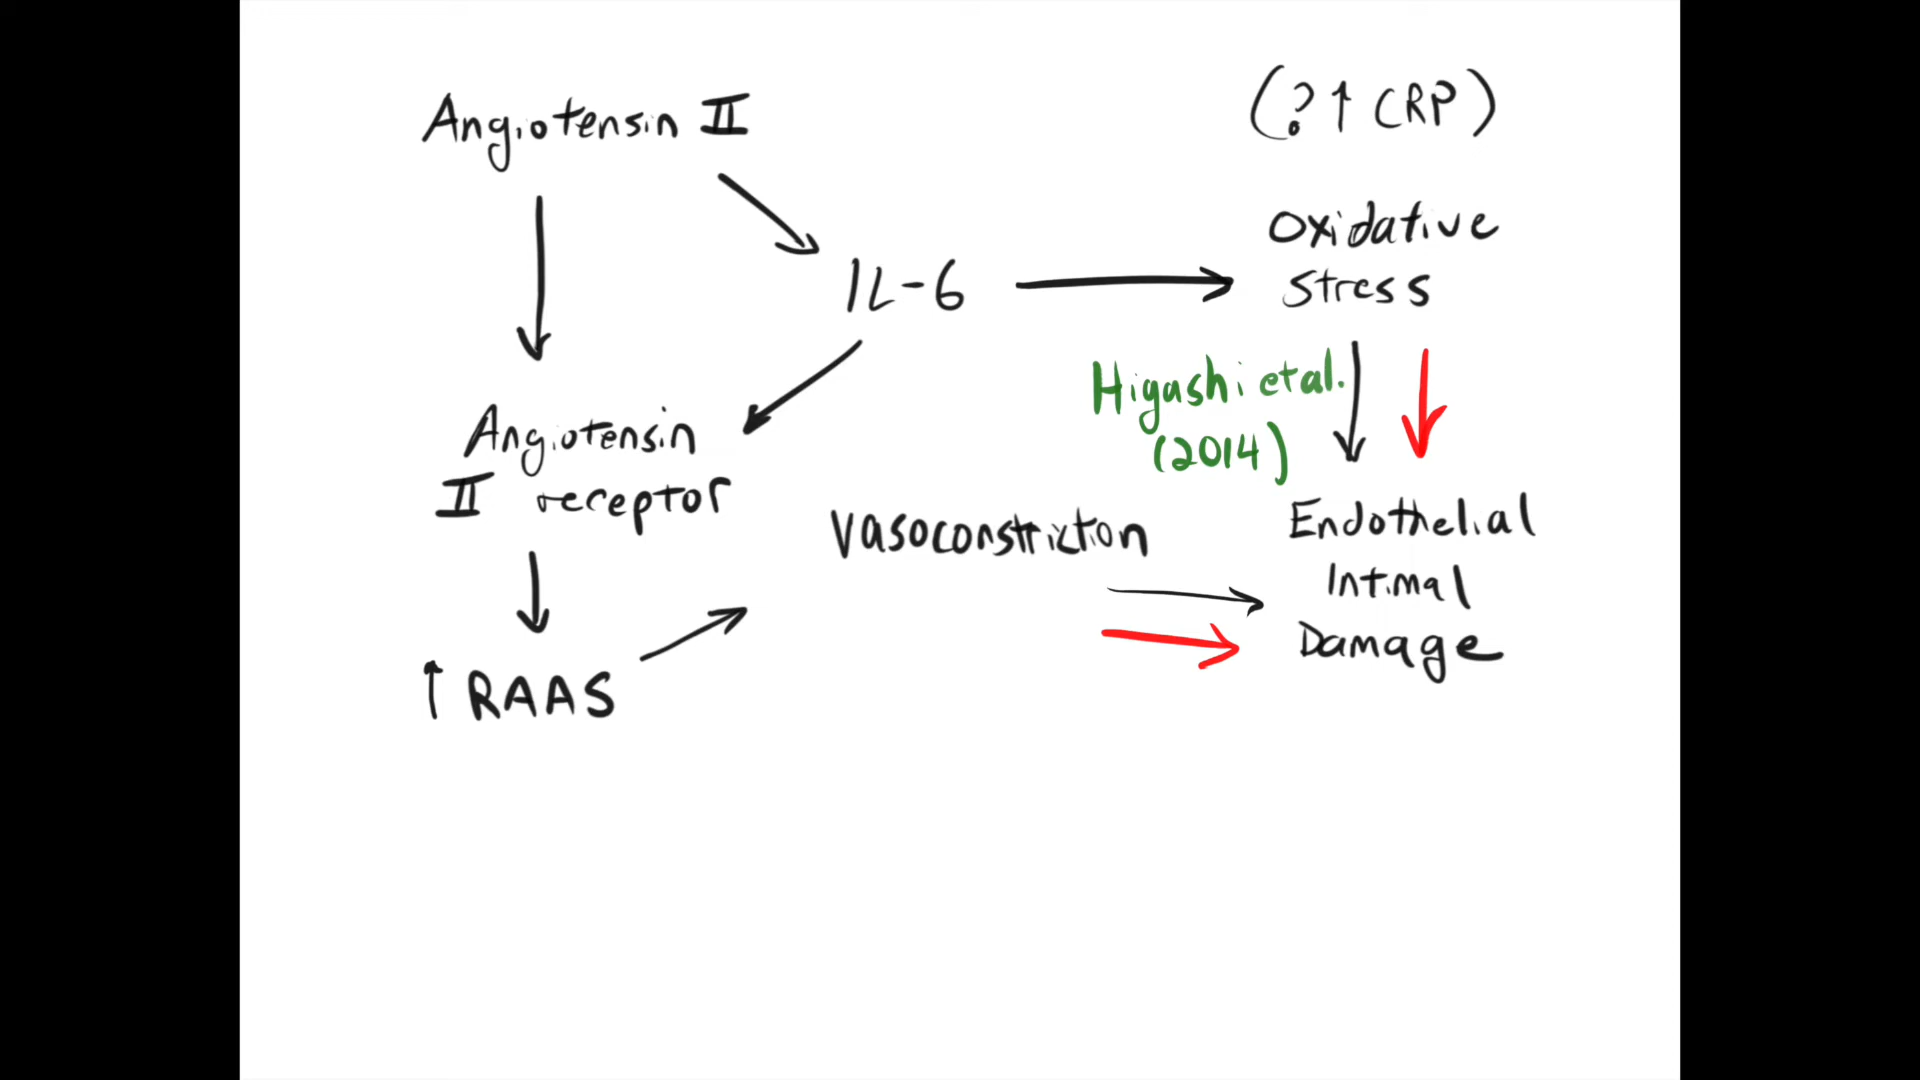 Angiotensin II
(? ↑ CRP)
Oxidative
Stress
IL-6
Higashi et al.
(2014)
Angiotensin
II receptor
Vasoconstriction
Endothelial
Intimal
Damage
↑ RAAS